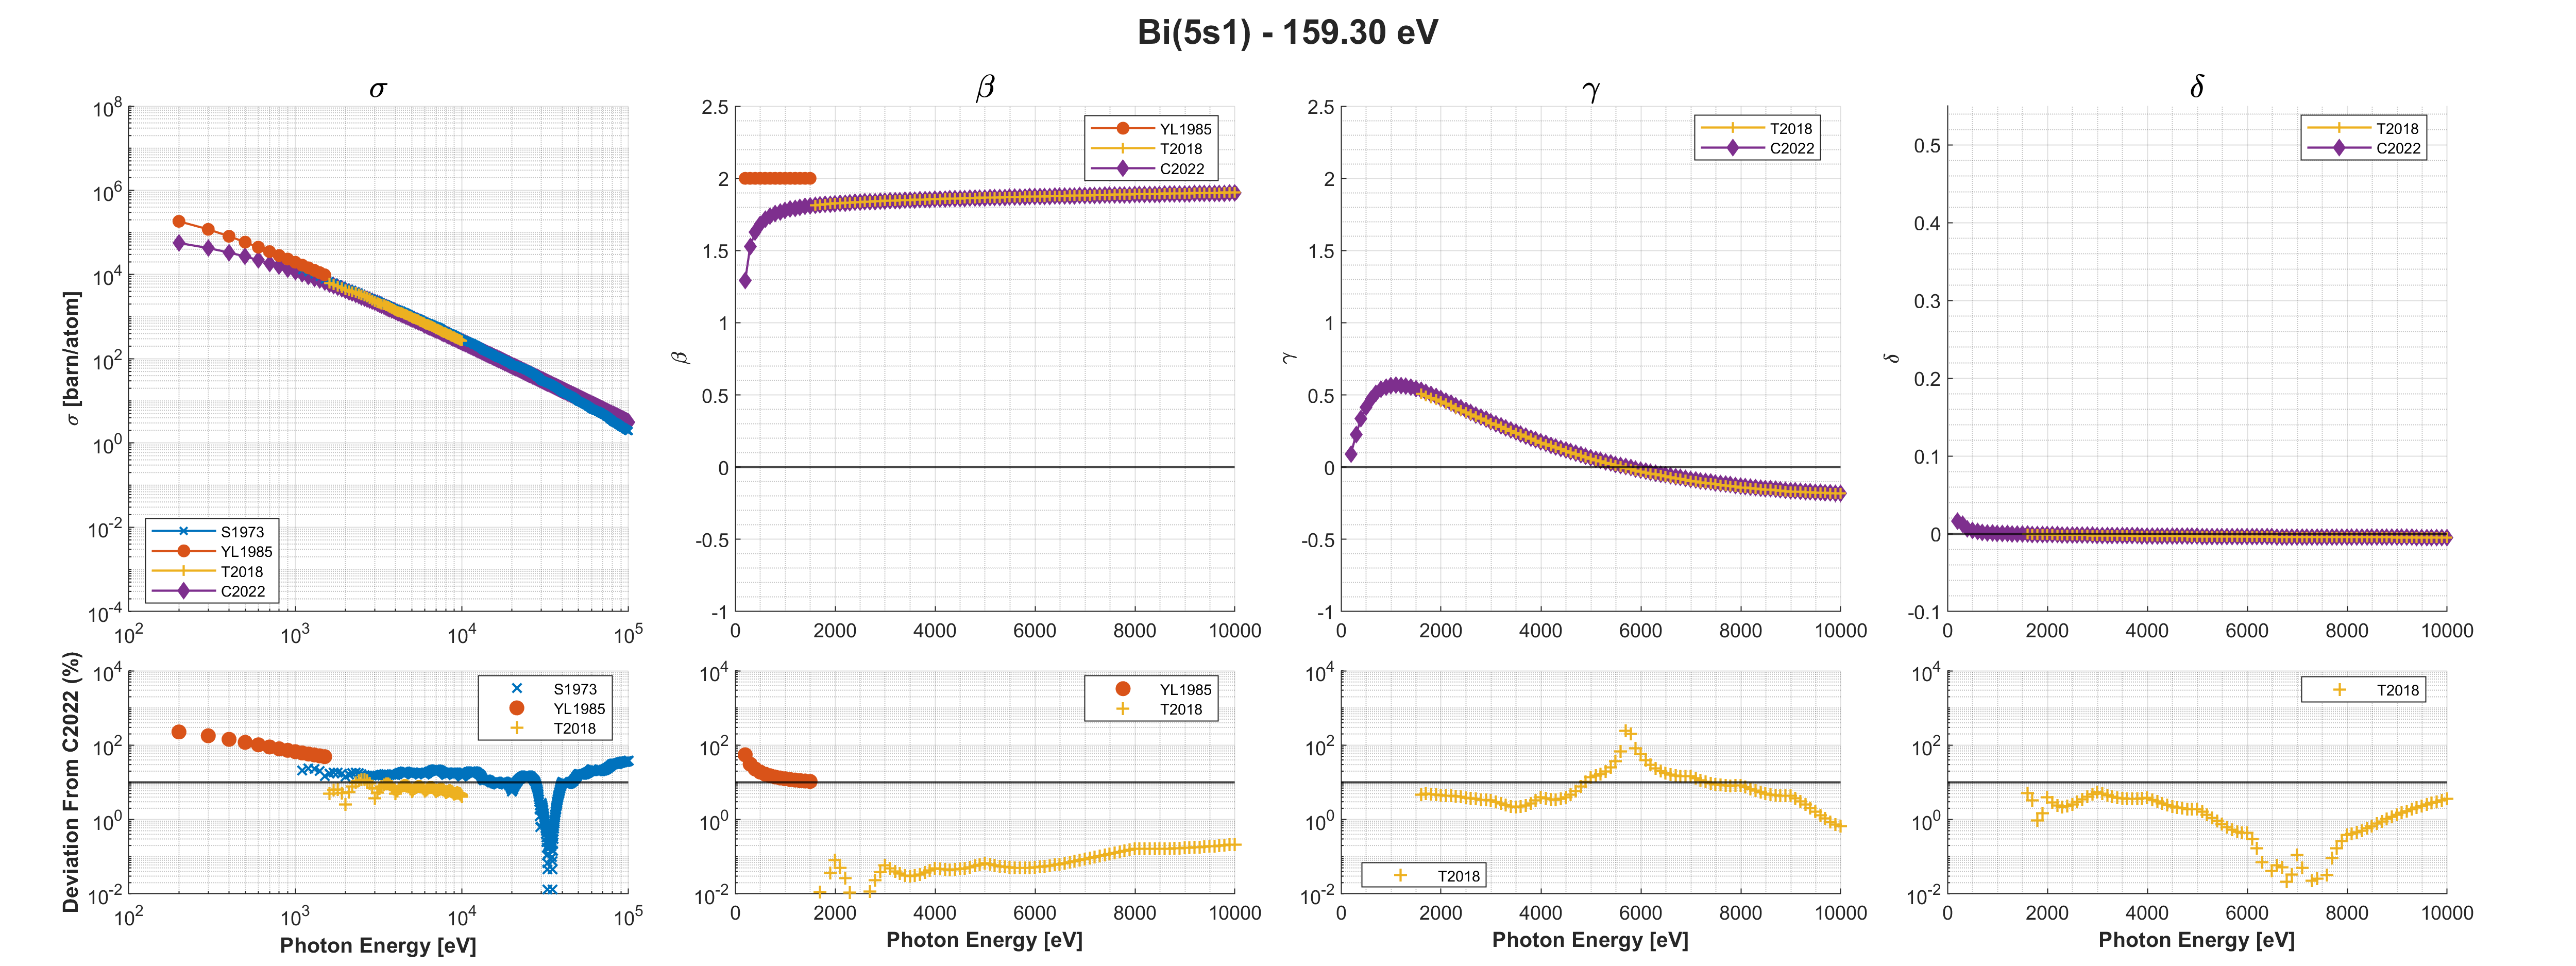 Bi(5s1) - 159.30 eV
σ
σ [barn/atom]
10^8
10^6
10^4
10^2
10^0
10^-2
10^-4
10^2
10^3
10^4
10^5
S1973
YL1985
T2018
C2022
β
β
2.5
2
1.5
1
0.5
0
-0.5
-1
0
2000
4000
6000
8000
10000
YL1985
T2018
C2022
γ
γ
2.5
2
1.5
1
0.5
0
-0.5
-1
0
2000
4000
6000
8000
10000
T2018
C2022
δ
δ
0.5
0.4
0.3
0.2
0.1
0
-0.1
0
2000
4000
6000
8000
10000
T2018
C2022
Deviation From C2022 (%)
10^4
10^2
10^0
10^-2
10^2
10^3
10^4
10^5
S1973
YL1985
T2018
Photon Energy [eV]
10^4
10^2
10^0
10^-2
0
2000
4000
6000
8000
10000
YL1985
T2018
Photon Energy [eV]
10^4
10^2
10^0
10^-2
0
2000
4000
6000
8000
10000
T2018
Photon Energy [eV]
10^4
10^2
10^0
10^-2
0
2000
4000
6000
8000
10000
T2018
Photon Energy [eV]